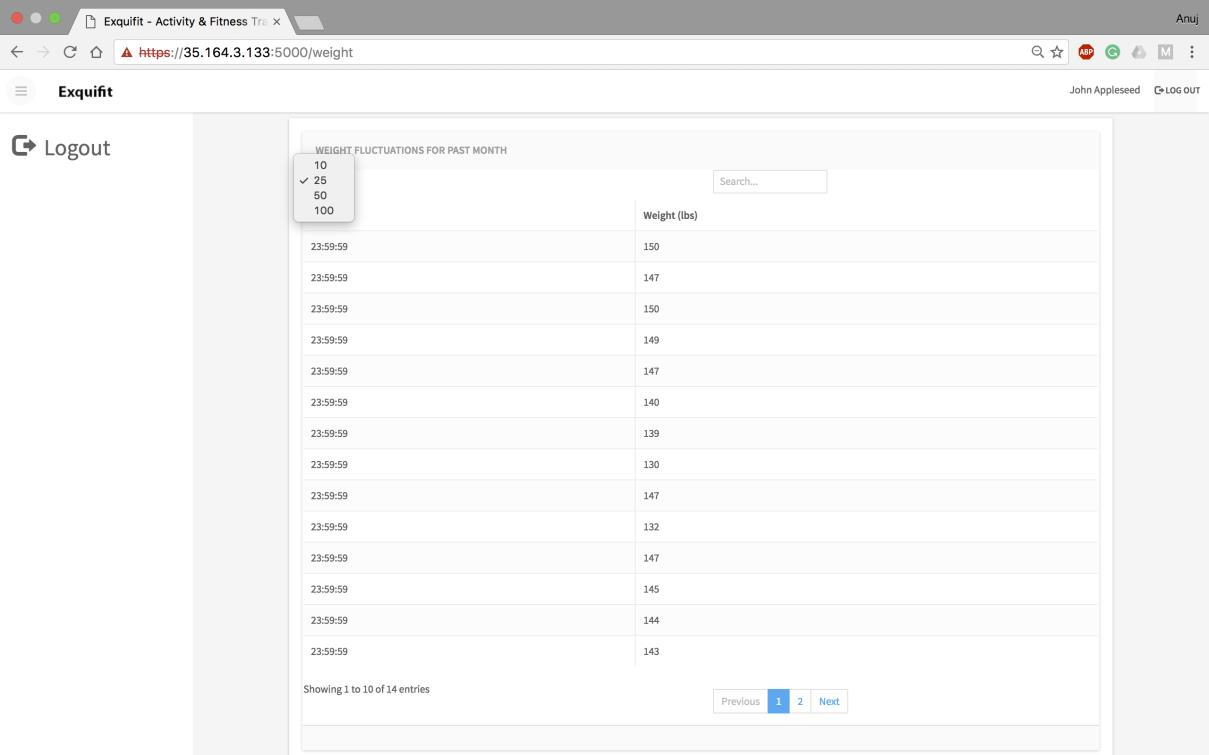 Exquifit - Activity & Fitness Tra
Anuj
https://35.164.3.133:5000/weight
ABP
G
M
Exquifit
John Appleseed
LOG OUT
Logout
WEIGHT FLUCTUATIONS FOR PAST MONTH
10
25
50
100
Search...
Weight (lbs)
23:59:59 150
23:59:59 147
23:59:59 150
23:59:59 149
23:59:59 147
23:59:59 140
23:59:59 139
23:59:59 130
23:59:59 147
23:59:59 132
23:59:59 147
23:59:59 145
23:59:59 144
23:59:59 143
Showing 1 to 10 of 14 entries
Previous 1 2 Next